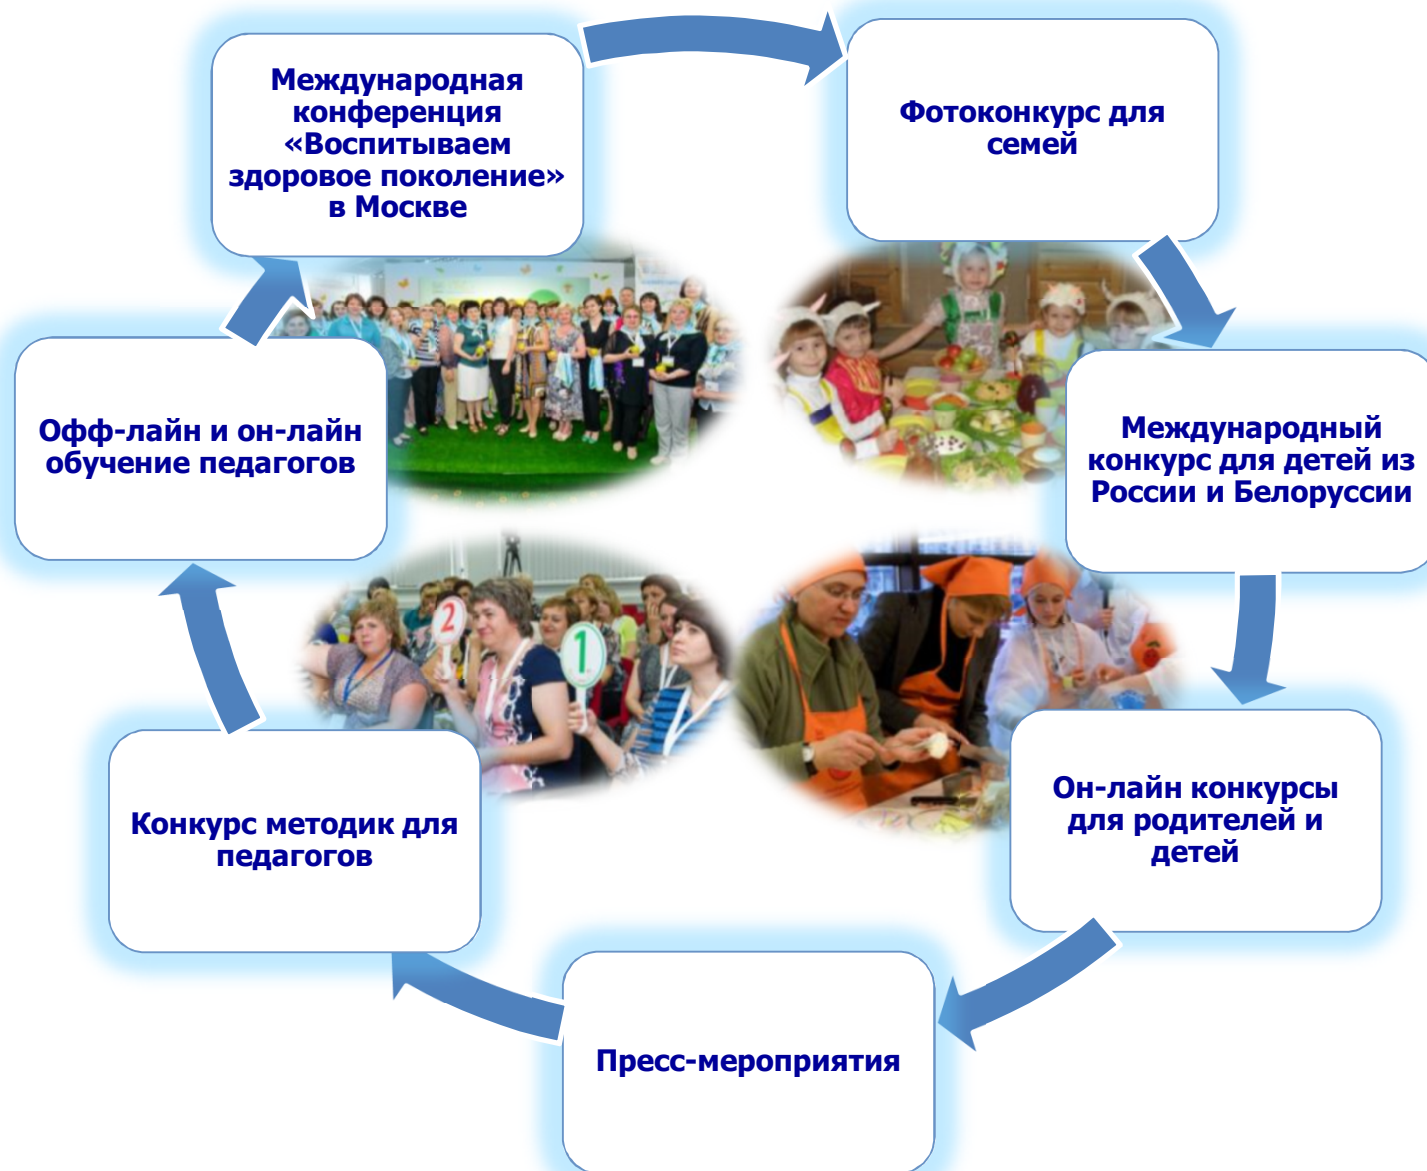 Международная
конференция
«Воспитываем
здоровое поколение»
в Москве
Фотоконкурс для
семей
Международный
конкурс для детей из
России и Белоруссии
Он-лайн конкурсы
для родителей и
детей
Пресс-мероприятия
Конкурс методик для
педагогов
Офф-лайн и он-лайн
обучение педагогов
2
1